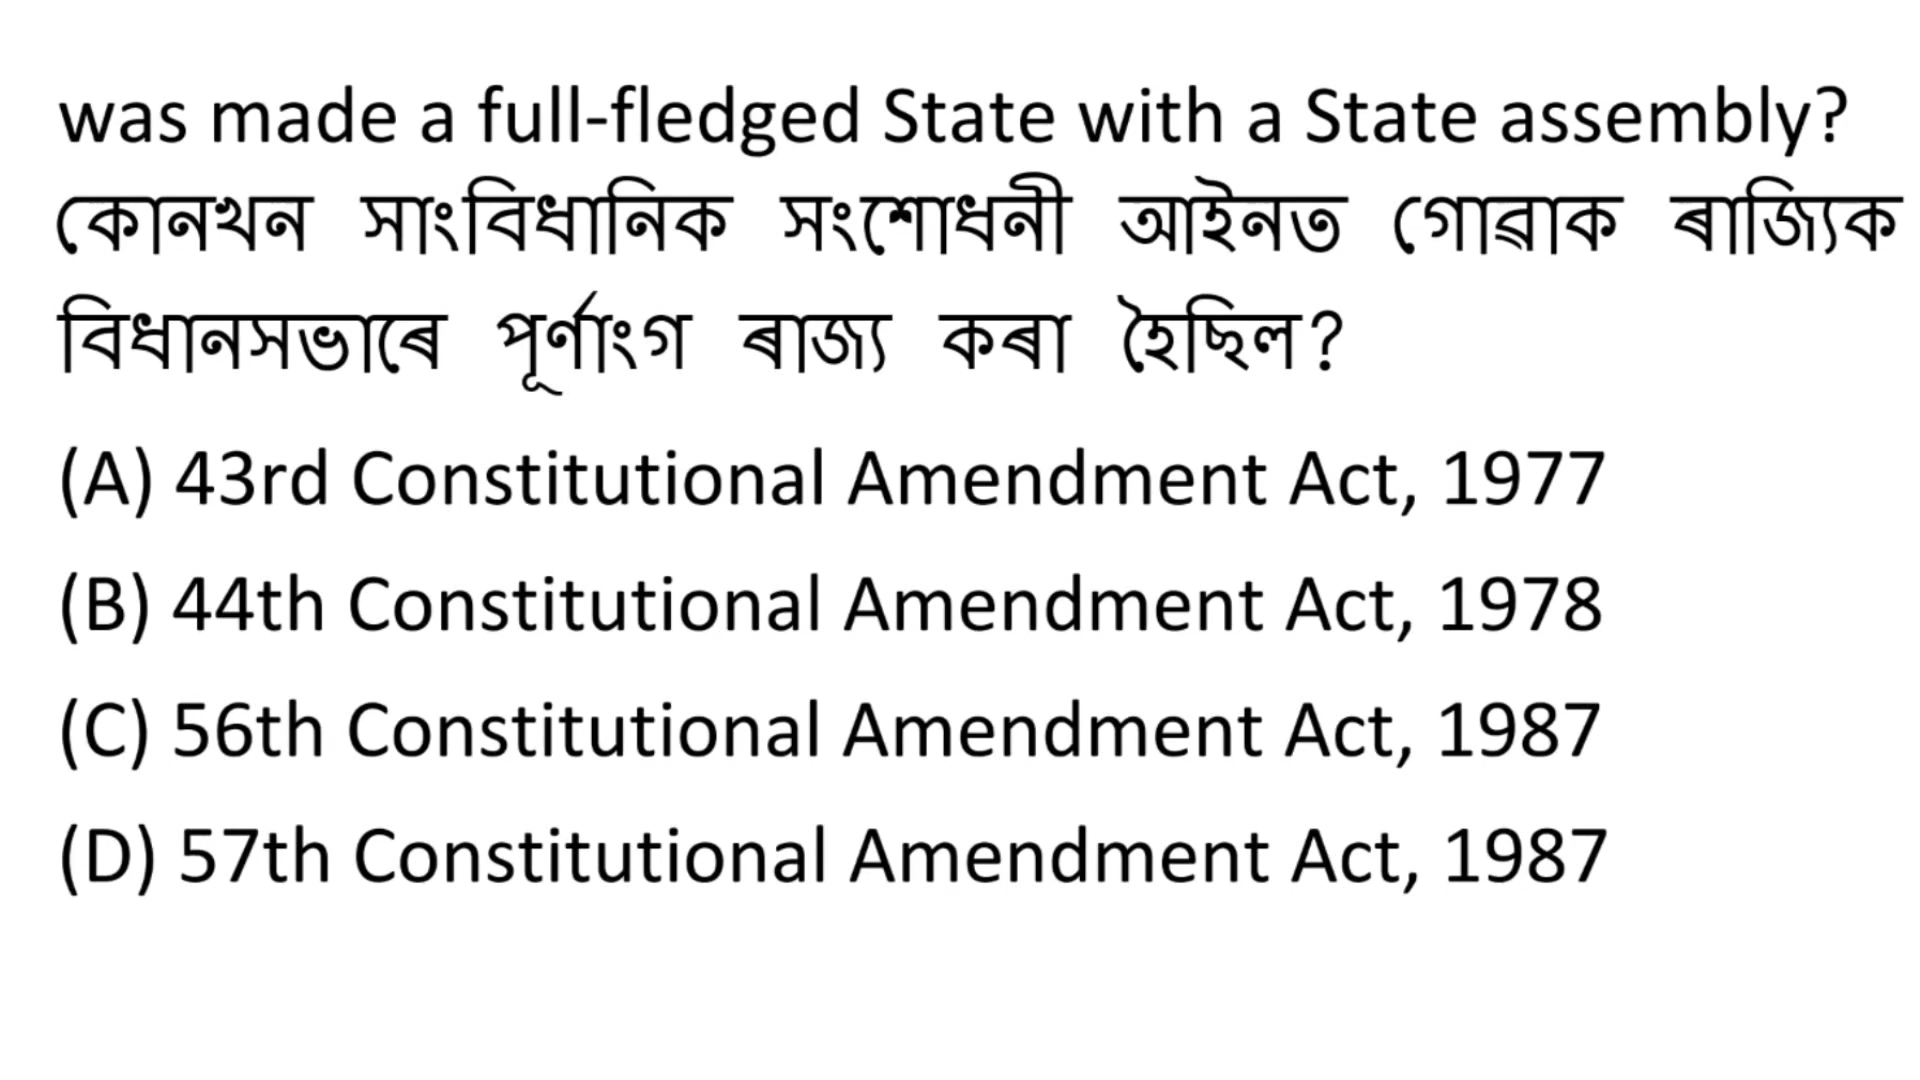 was made a full-fledged State with a State assembly?
কোনখন সাংবিধানিক সংশোধনী আইনত গোৱাক ৰাজ্যিক
বিধানসভাৰে পূৰ্ণাংগ ৰাজ্য কৰা হৈছিল?
(A) 43rd Constitutional Amendment Act, 1977
(B) 44th Constitutional Amendment Act, 1978
(C) 56th Constitutional Amendment Act, 1987
(D) 57th Constitutional Amendment Act, 1987